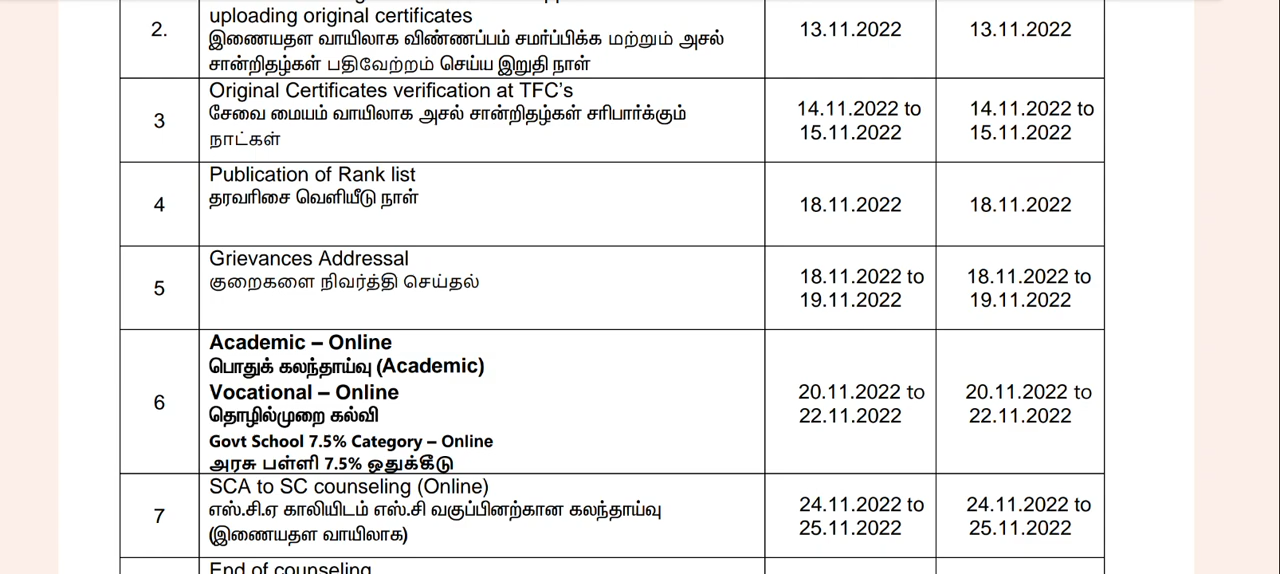 2.
uploading original certificates
இணையதள வாயிலாக விண்ணப்பம் சமர்ப்பிக்க மற்றும் அசல்
சான்றிதழ்கள் பதிவேற்றம் செய்ய இறுதி நாள்
13.11.2022
13.11.2022
3
Original Certificates verification at TFC's
சேவை மையம் வாயிலாக அசல் சான்றிதழ்கள் சரிபார்க்கும்
நாட்கள்
14.11.2022 to
15.11.2022
14.11.2022 to
15.11.2022
4
Publication of Rank list
தரவரிசை வெளியீடு நாள்
18.11.2022
18.11.2022
5
Grievances Addressal
குறைகளை நிவர்த்தி செய்தல்
18.11.2022 to
19.11.2022
18.11.2022 to
19.11.2022
6
Academic – Online
பொதுக் கலந்தாய்வு (Academic)
Vocational – Online
தொழில்முறை கல்வி
Govt School 7.5% Category – Online
அரசு பள்ளி 7.5% ஒதுக்கீடு
20.11.2022 to
22.11.2022
20.11.2022 to
22.11.2022
7
SCA to SC counseling (Online)
எஸ்.சி.ஏ காலியிடம் எஸ்.சி வகுப்பினற்கான கலந்தாய்வு
(இணையதள வாயிலாக)
24.11.2022 to
25.11.2022
24.11.2022 to
25.11.2022
End of counseling